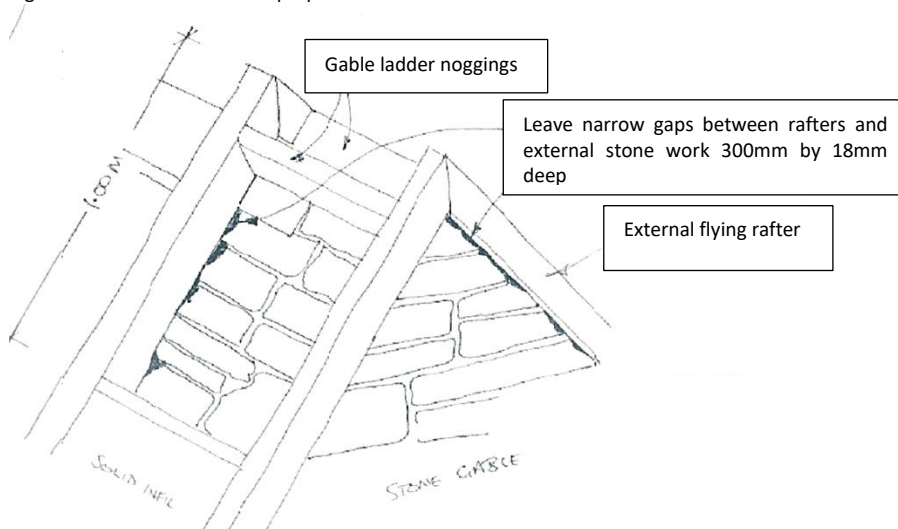 Gable ladder noggings
Leave narrow gaps between rafters and
external stone work 300mm by 18mm
deep
External flying rafter
1.00 M
SOLID INFIL
STONE GABLE